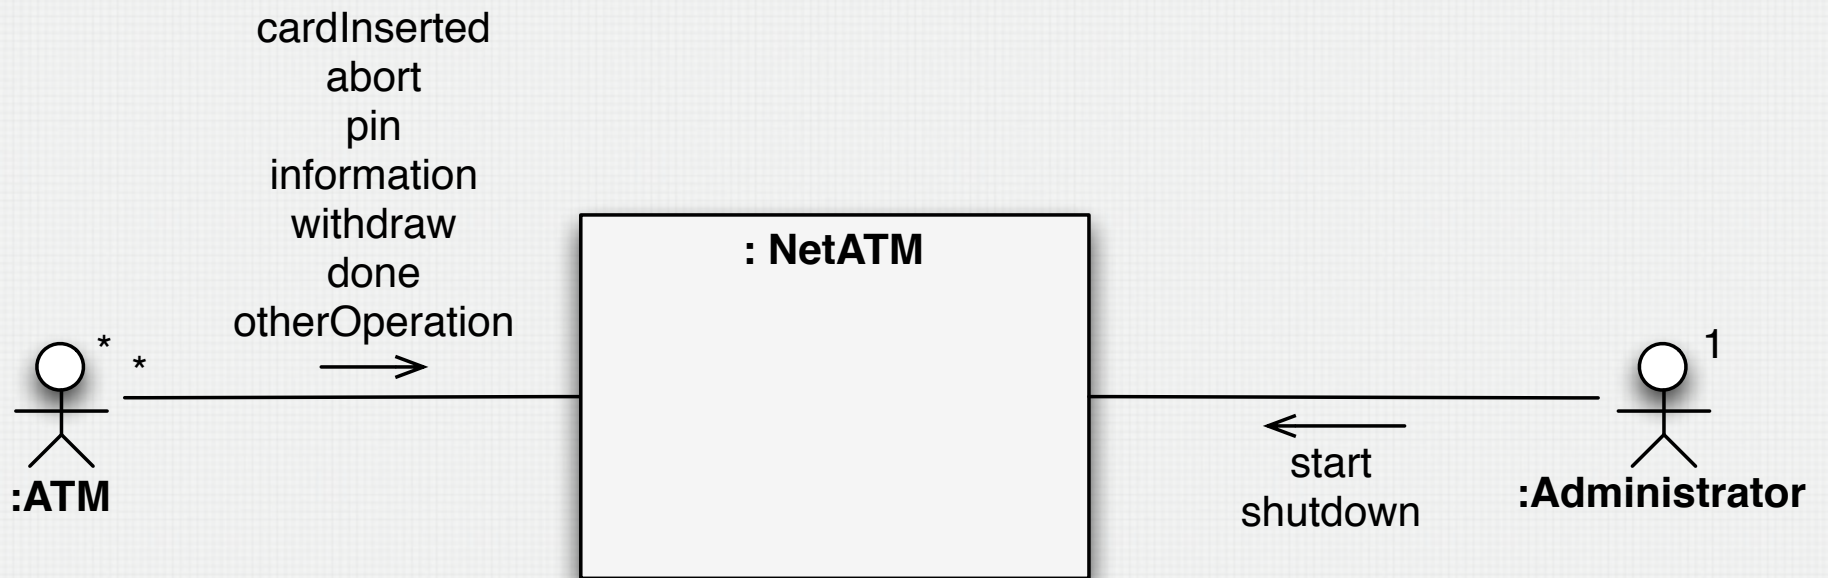 cardInserted
abort
pin
information
withdraw
done
otherOperation
: NetATM
*
*
1
start
shutdown
:ATM
:Administrator